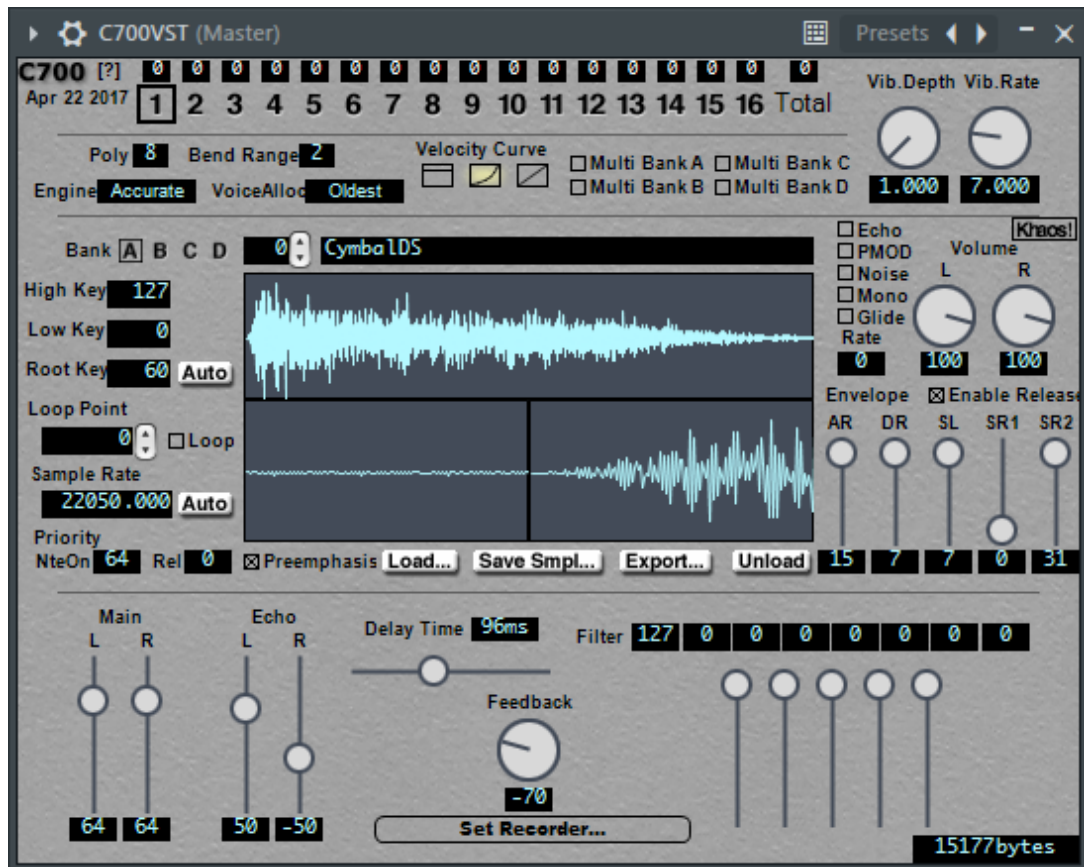 C700VST (Master)
Presets
C700 [?] 0 0 0 0 0 0 0 0 0 0 0 0 0 0 0 0 0
Apr 22 2017 1 2 3 4 5 6 7 8 9 10 11 12 13 14 15 16 Total
Vib.Depth Vib.Rate
1.000 7.000
Poly 8 Bend Range 2 Velocity Curve
Multi Bank A Multi Bank C
Engine Accurate VoiceAlloc Oldest Multi Bank B Multi Bank D
Bank A B C D 0 CymbalDS
Echo Khaos!
PMOD Volume
Noise L R
Mono
Glide
Rate
0 100 100
High Key 127
Low Key 0
Root Key 60 Auto
Loop Point
0 Loop
Sample Rate
22050.000 Auto
Priority
NteOn 64 Rel 0 Preemphasis Load... Save Smpl... Export... Unload
Envelope Enable Release
AR DR SL SR1 SR2
15 7 7 0 31
Main Echo
L R L R
64 64 50 -50
Delay Time 96ms
Feedback
-70
Set Recorder...
Filter 127 0 0 0 0 0 0 0
15177bytes